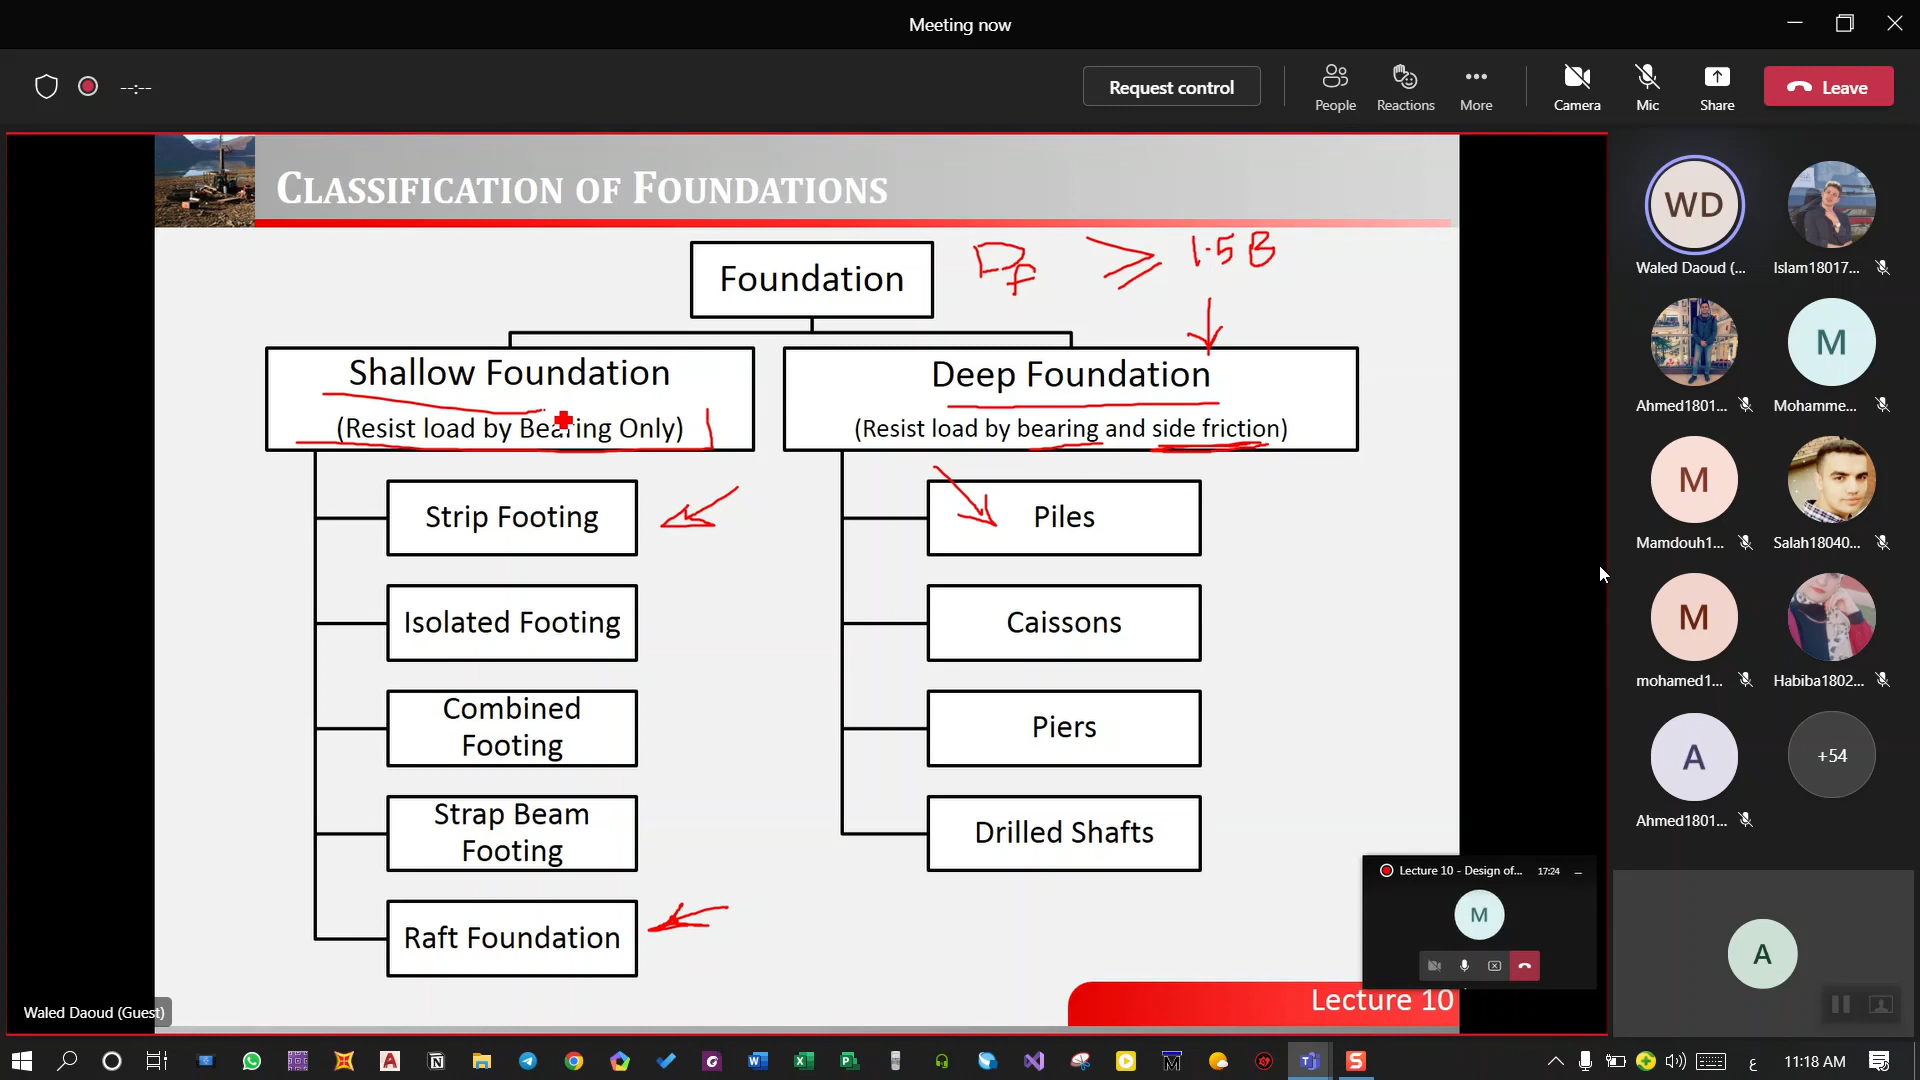 Meeting now
--:--
Request control
People
Reactions
More
Camera
Mic
Share
Leave
CLASSIFICATION OF FOUNDATIONS
Foundation
Df ≥ 1.5 B
Shallow Foundation
(Resist load by Bearing Only)
Deep Foundation
(Resist load by bearing and side friction)
Strip Footing
Isolated Footing
Combined
Footing
Strap Beam
Footing
Raft Foundation
Piles
Caissons
Piers
Drilled Shafts
Lecture 10
Waled Daoud (Guest)
WD
Waled Daoud (...
Islam18017...
Ahmed1801...
M
Mohamme...
M
Mamdouh1...
Salah18040...
M
mohamed1...
Habiba1802...
A
Ahmed1801...
+54
Lecture 10 - Design of...
17:24
M
A
ع
11:18 AM